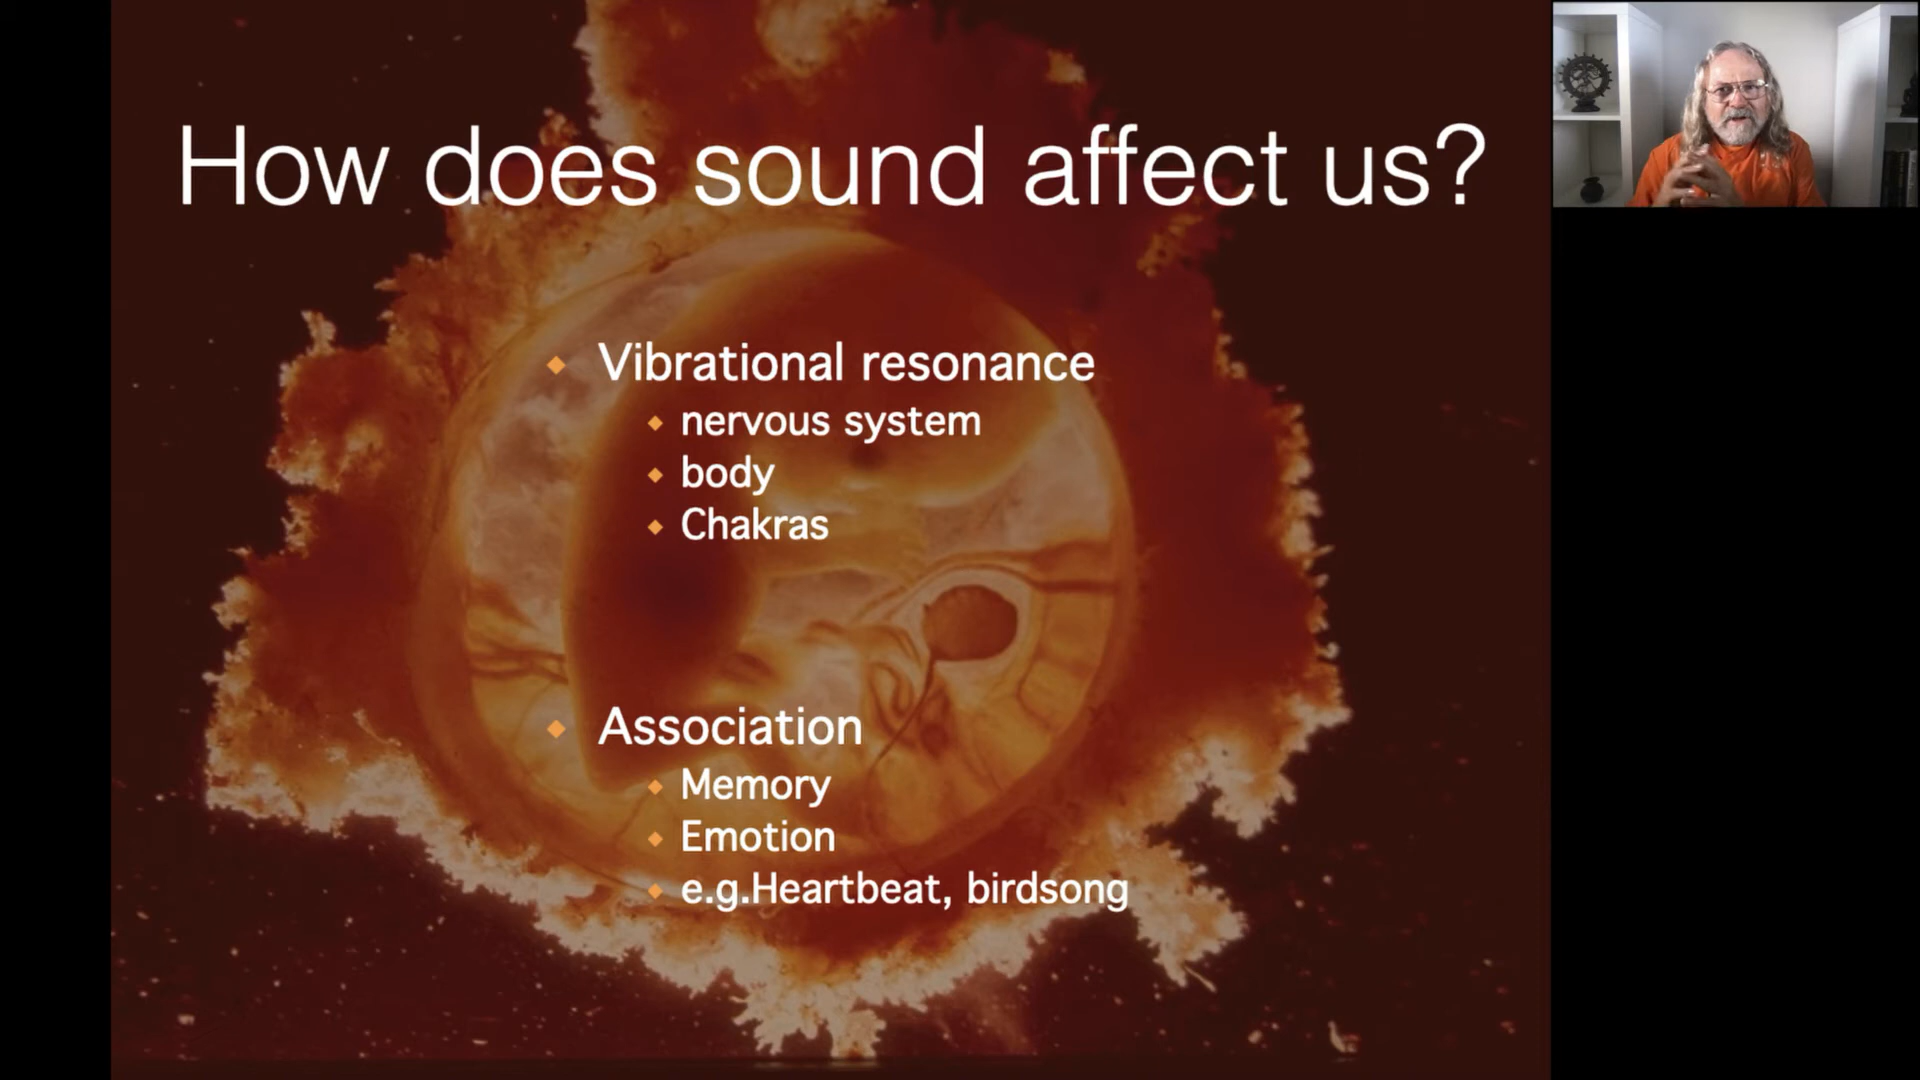 How does sound affect us?
Vibrational resonance
nervous system
body
Chakras
Association
Memory
Emotion
e.g.Heartbeat, birdsong